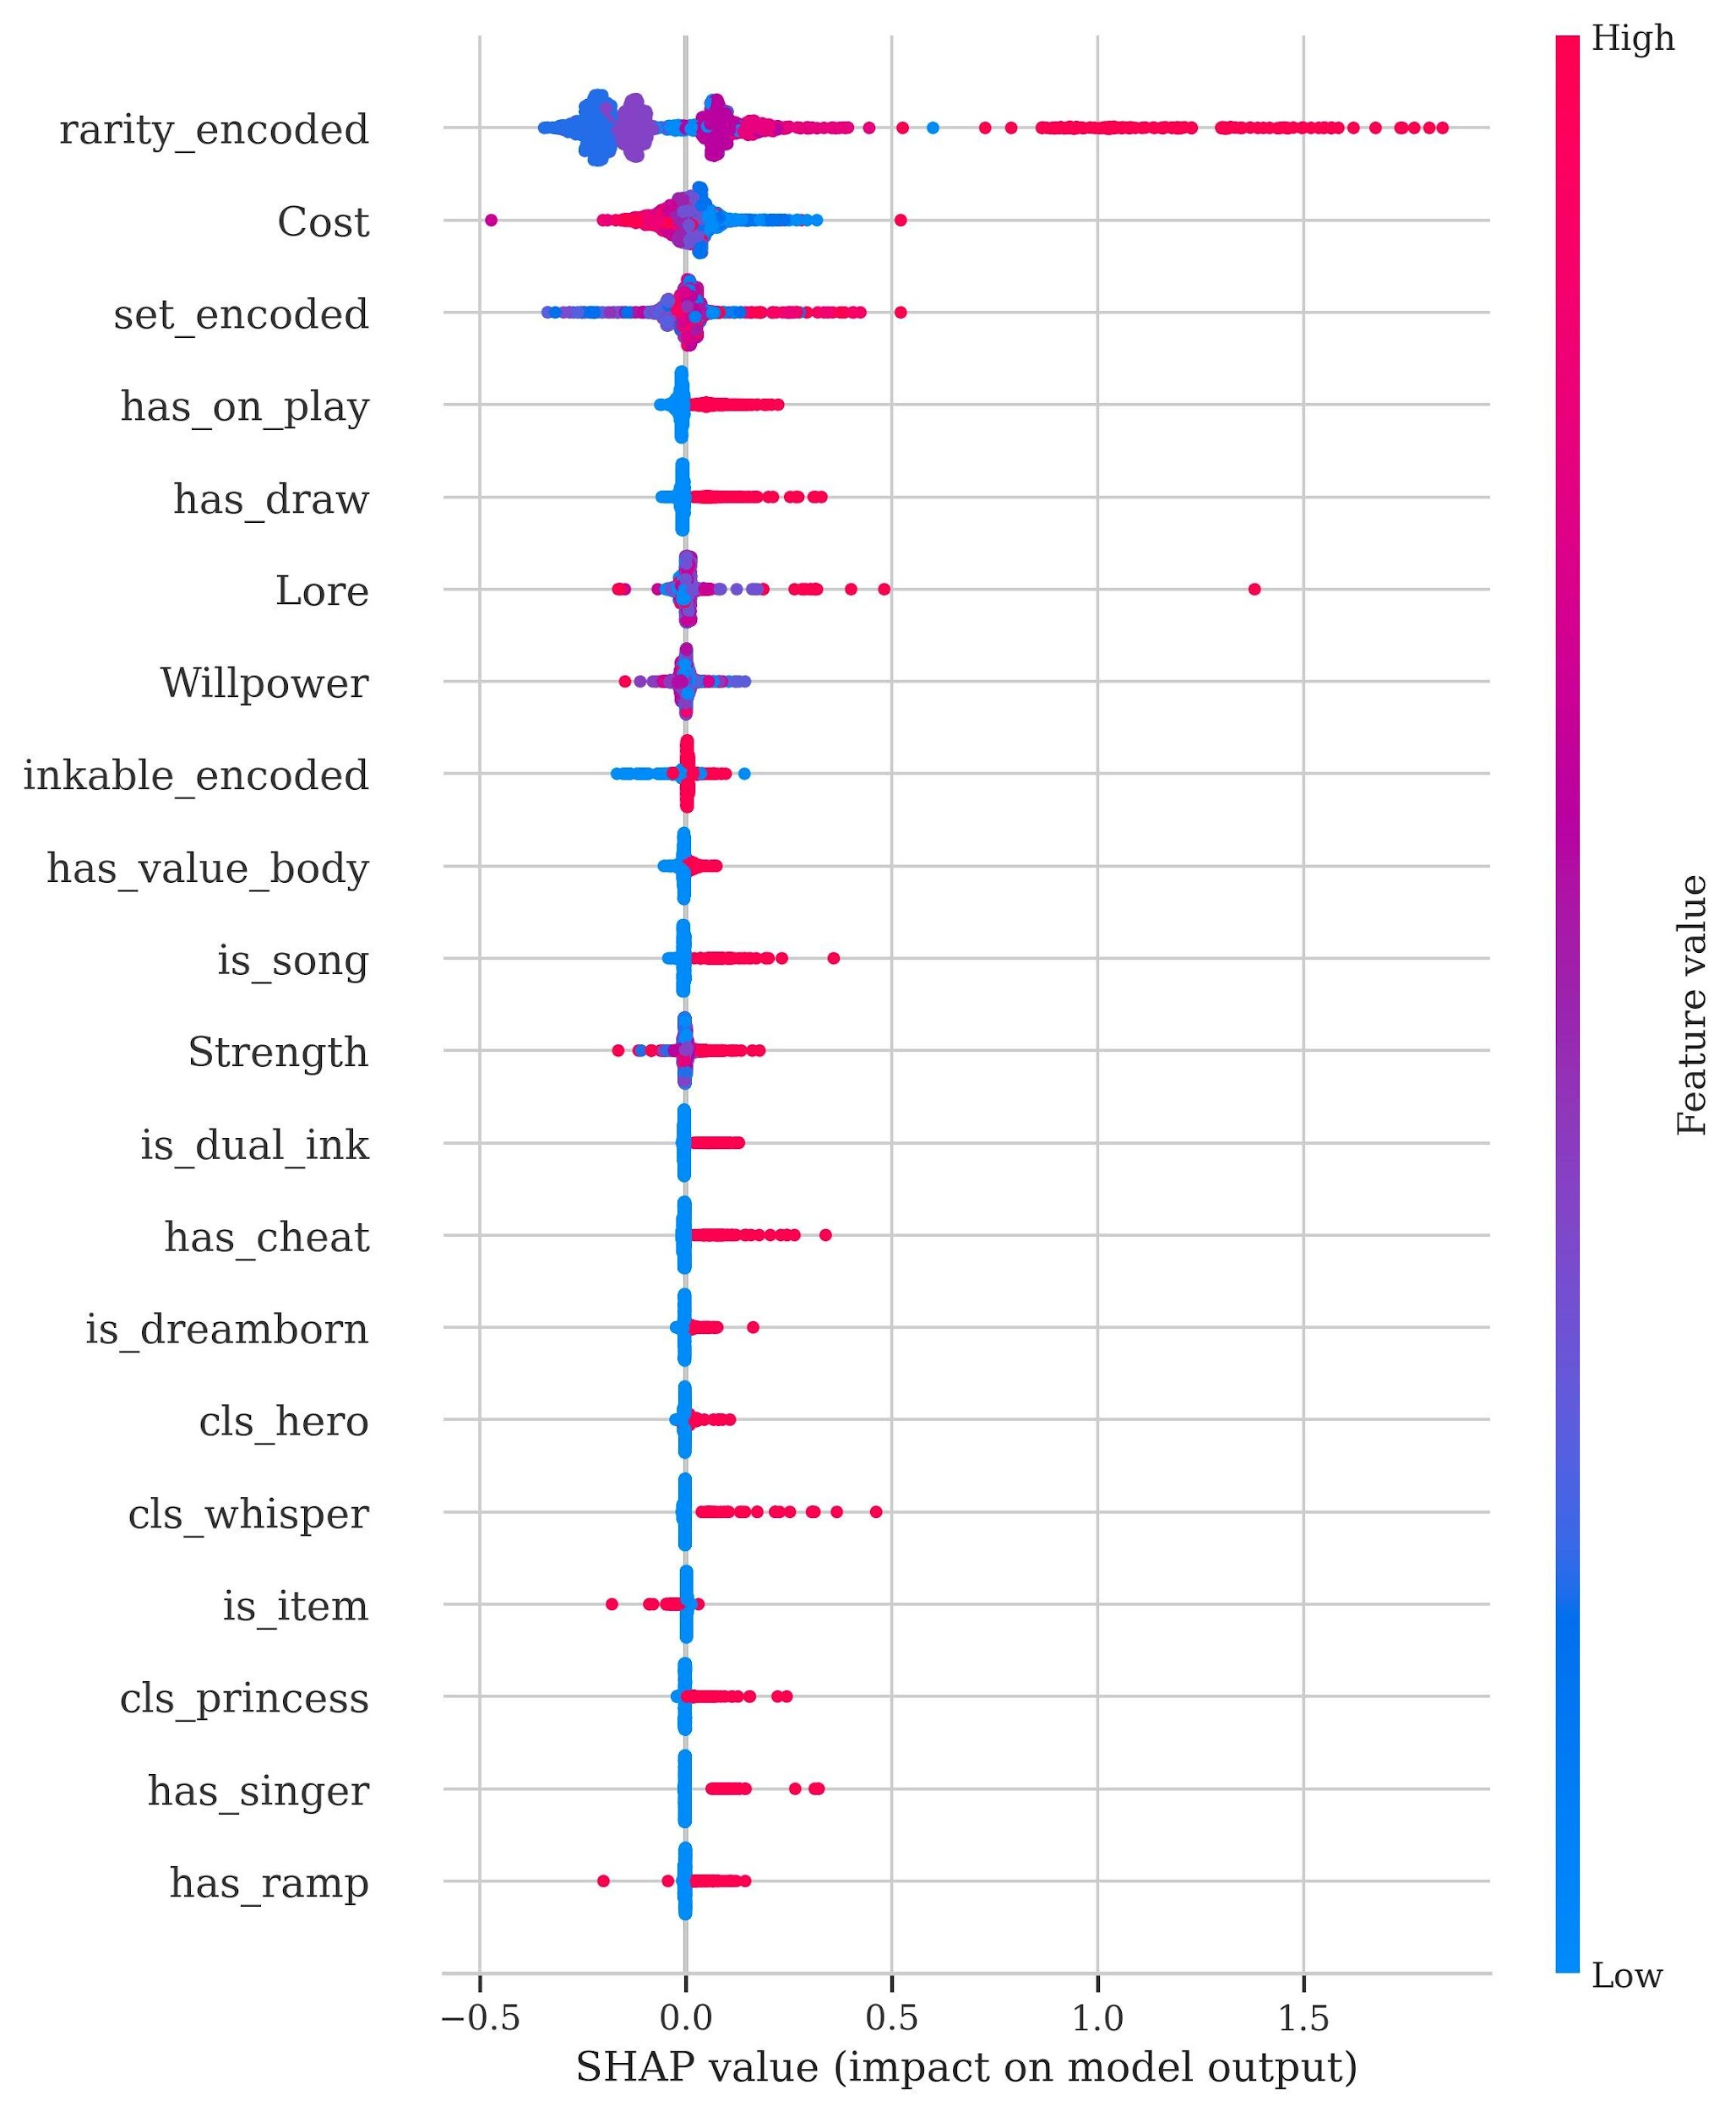 High
rarity_encoded
Cost
set_encoded
has_on_play
has_draw
Lore
Willpower
inkable_encoded
has_value_body
is_song
Strength
is_dual_ink
has_cheat
is_dreamborn
cls_hero
cls_whisper
is_item
cls_princess
has_singer
has_ramp
Feature value
Low
−0.5 0.0 0.5 1.0 1.5
SHAP value (impact on model output)